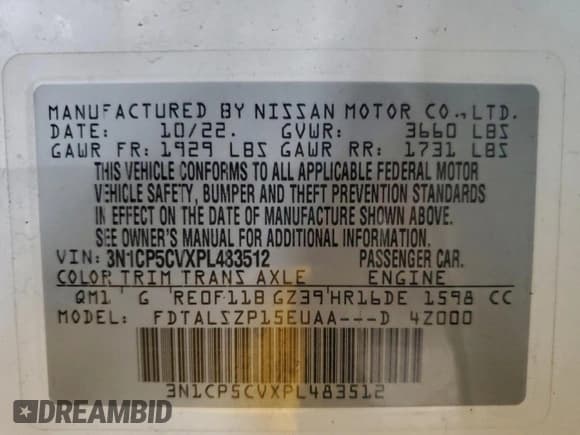 MANUFACTURED BY NISSAN MOTOR CO., LTD.
DATE: 10/22. GVWR: 3660 LBS
GAWR FR: 1929 LBS GAWR RR: 1731 LBS
THIS VEHICLE CONFORMS TO ALL APPLICABLE FEDERAL MOTOR
VEHICLE SAFETY, BUMPER AND THEFT PREVENTION STANDARDS
IN EFFECT ON THE DATE OF MANUFACTURE SHOWN ABOVE.
SEE OWNER'S MANUAL FOR ADDITIONAL INFORMATION.
VIN: 3N1CP5CVXPL483512 PASSENGER CAR.
COLOR TRIM TRANS AXLE ENGINE
QM1 G RE0F11B GZ39 HR16DE 1598 CC
MODEL: FDTALSZP15EUAA---D 4Z000
3N1CP5CVXPL483512
DREAMBID